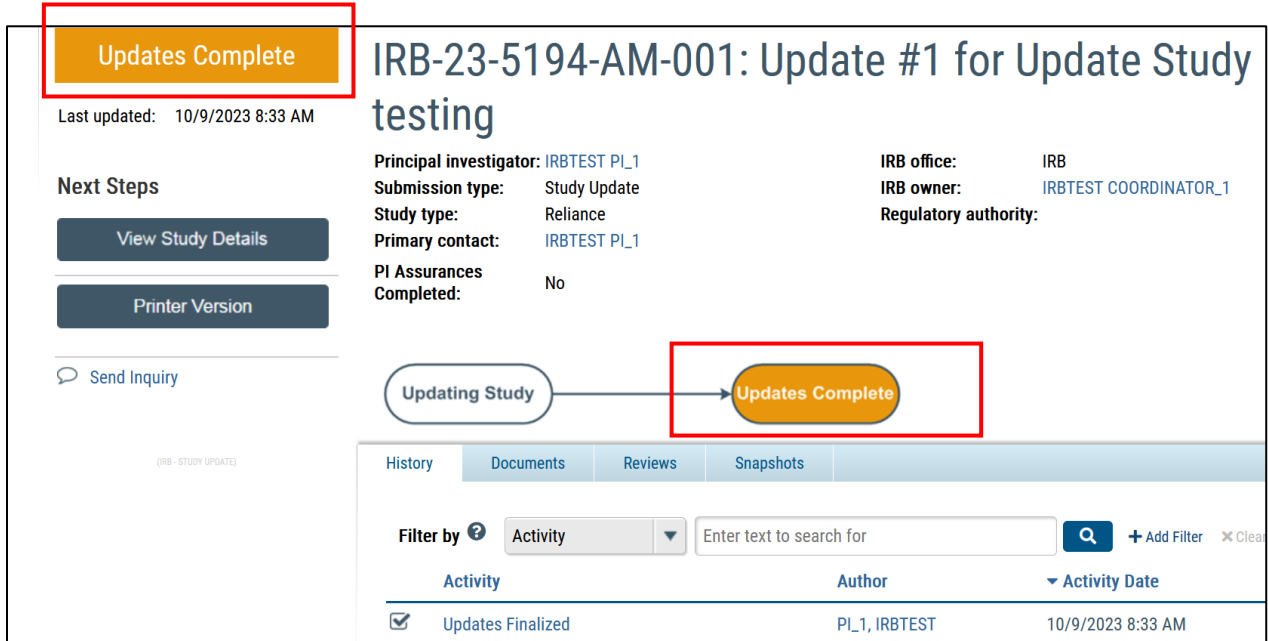 Updates Complete
Last updated: 10/9/2023 8:33 AM
Next Steps
View Study Details
Printer Version
Send Inquiry
(IRB - STUDY UPDATE)
IRB-23-5194-AM-001: Update #1 for Update Study
testing
Principal investigator: IRBTEST PI_1
Submission type: Study Update
Study type: Reliance
Primary contact: IRBTEST PI_1
PI Assurances
Completed: No
IRB office: IRB
IRB owner: IRBTEST COORDINATOR_1
Regulatory authority:
Updating Study Updates Complete
History Documents Reviews Snapshots
Filter by ? Activity Enter text to search for + Add Filter × Clear
Activity Author Activity Date
Updates Finalized PI_1, IRBTEST 10/9/2023 8:33 AM